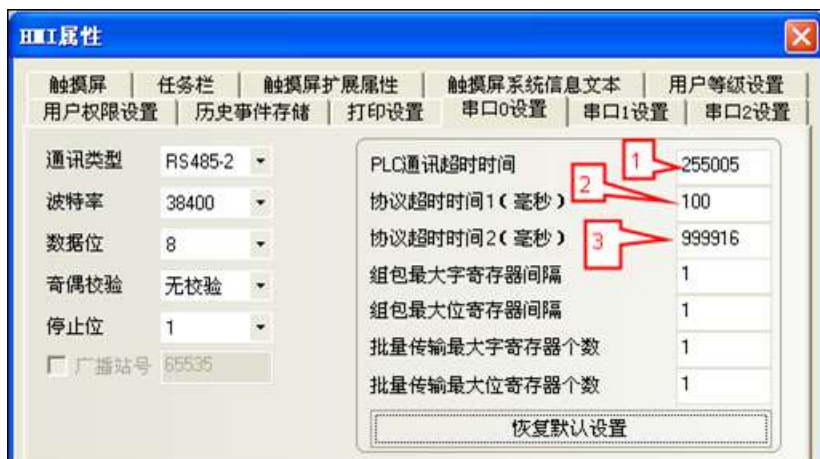 HMI属性
触摸屏 任务栏 触摸屏扩展属性 触摸屏系统信息文本 用户等级设置
用户权限设置 历史事件存储 打印设置 串口0设置 串口1设置 串口2设置
通讯类型 RS485-2
波特率 38400
数据位 8
奇偶校验 无校验
停止位 1
广播站号 65535
PLC通讯超时时间 1 255005
协议超时时间1(毫秒) 2 100
协议超时时间2(毫秒) 3 999916
组包最大字寄存器间隔 1
组包最大位寄存器间隔 1
批量传输最大字寄存器个数 1
批量传输最大位寄存器个数 1
恢复默认设置